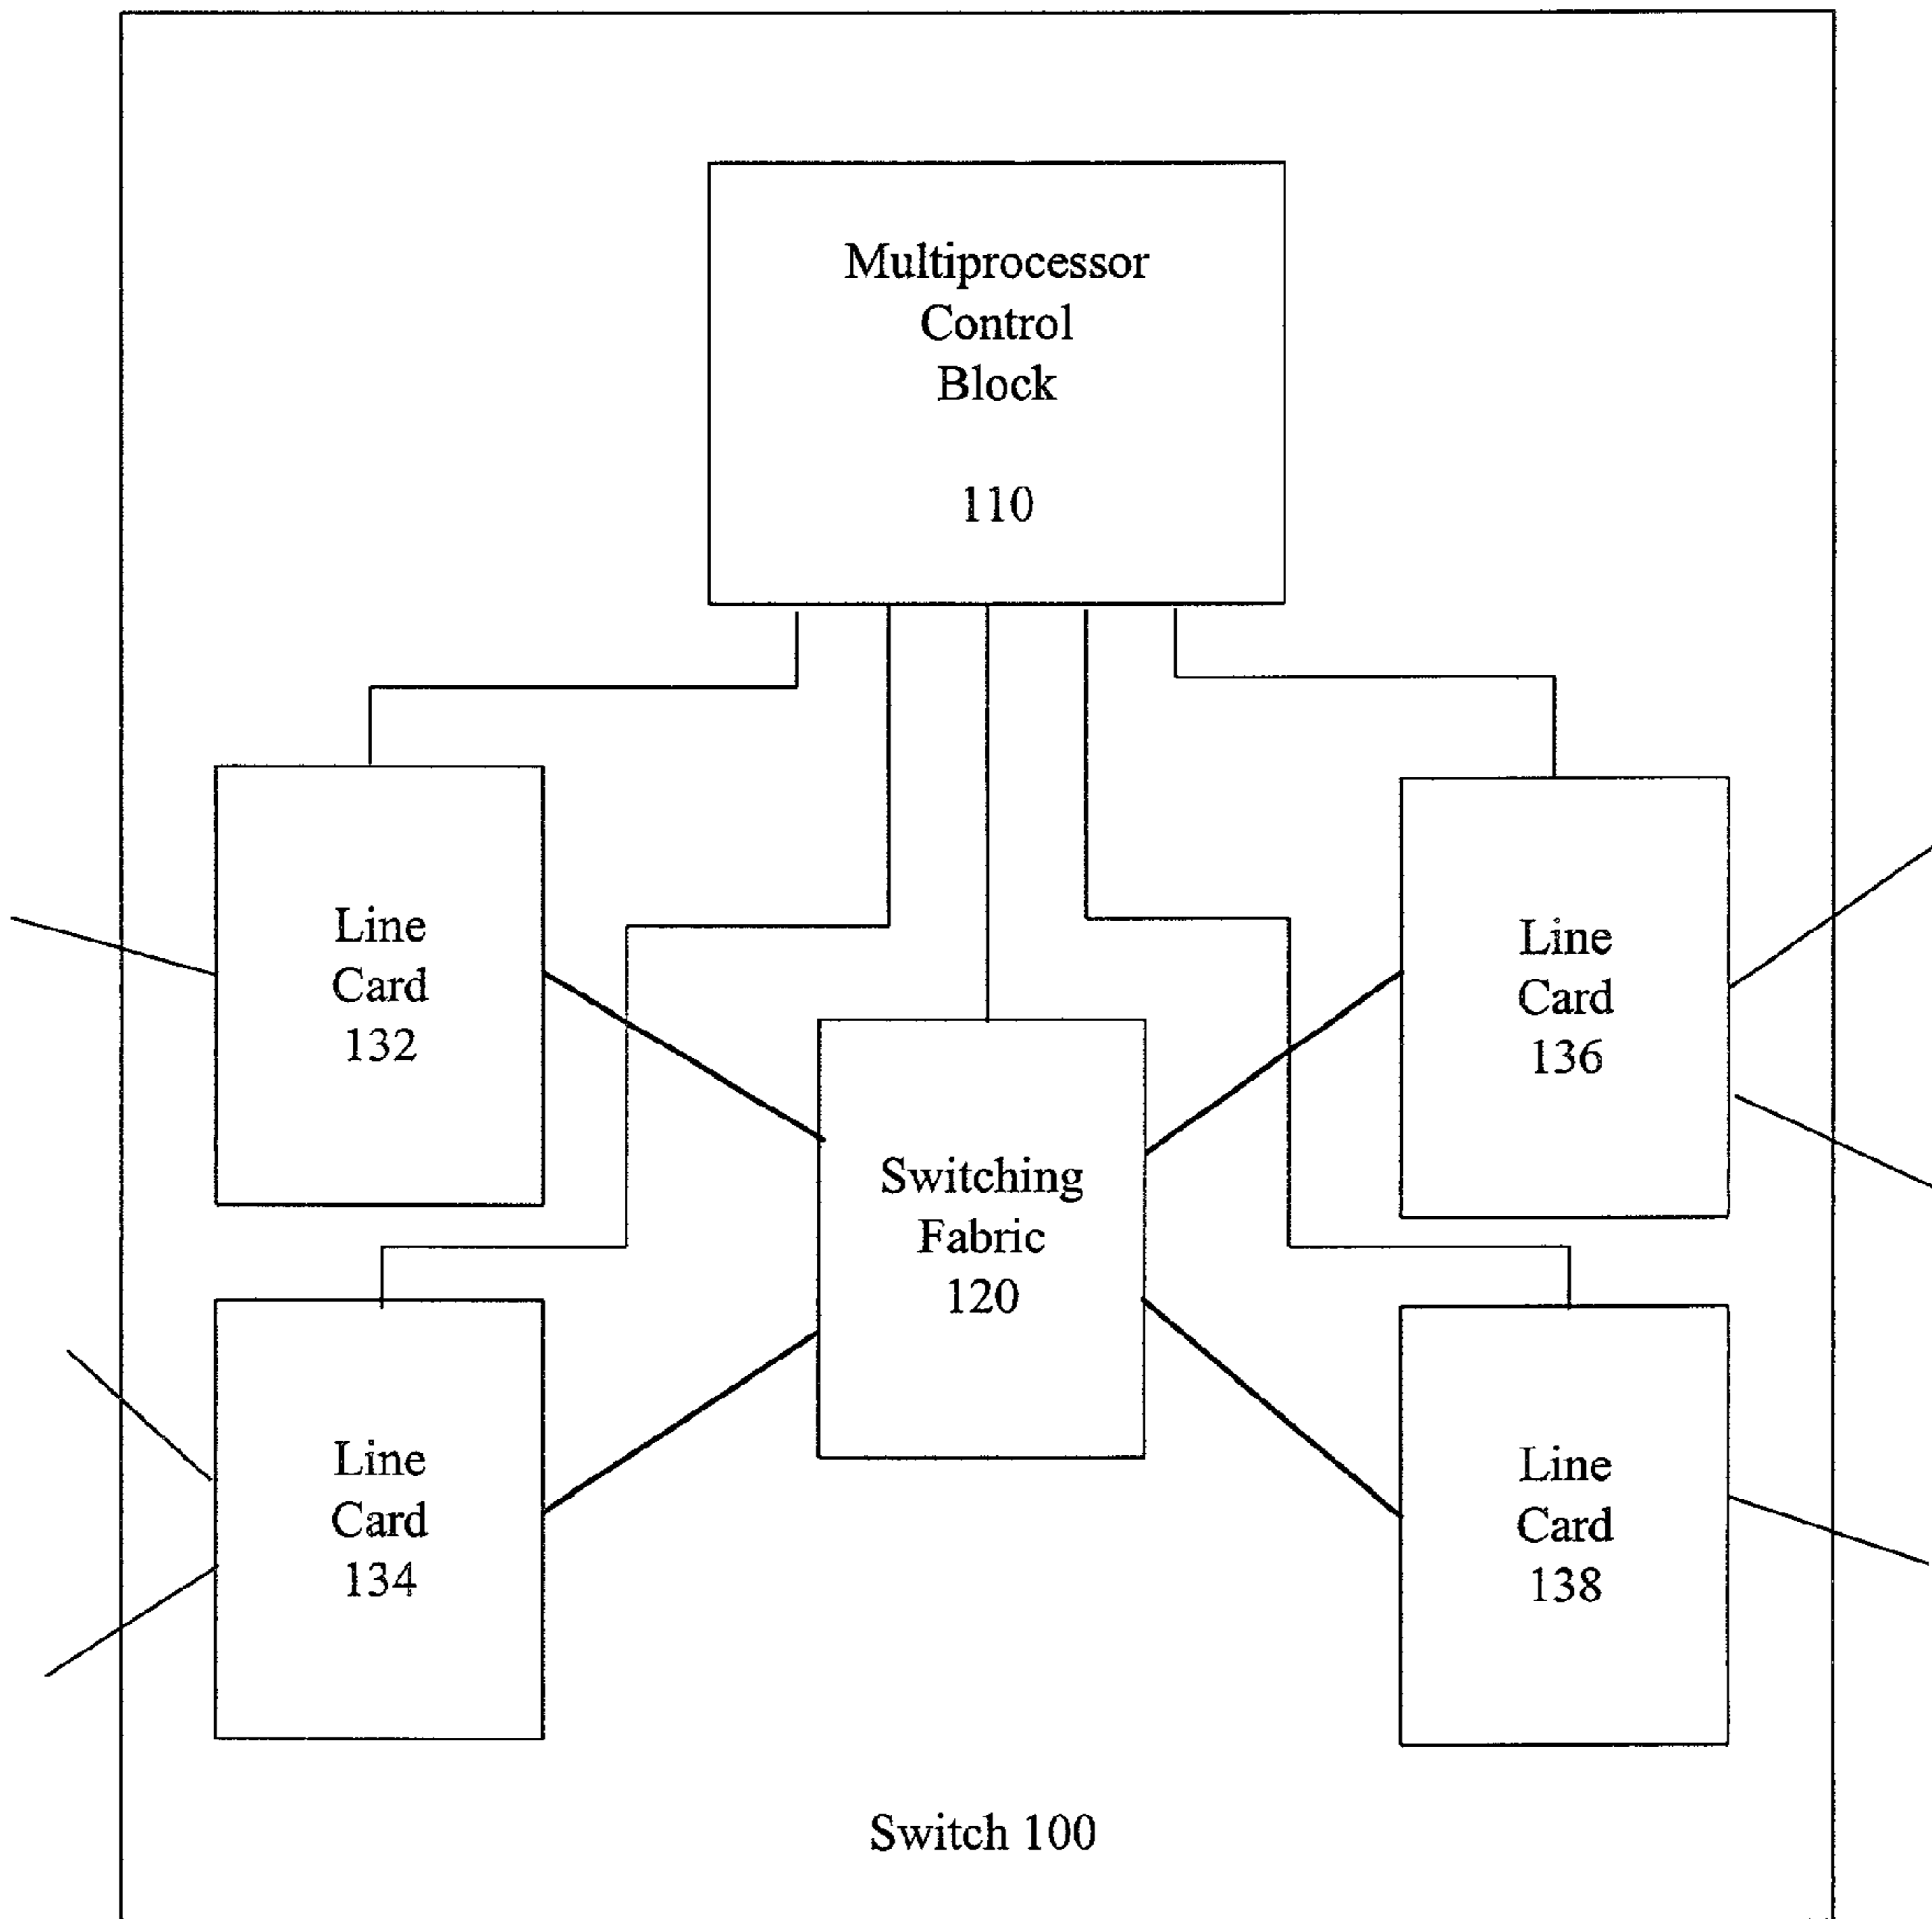 Multiprocessor
Control
Block
110
Line
Card
132
Line
Card
136
Switching
Fabric
120
Line
Card
134
Line
Card
138
Switch 100